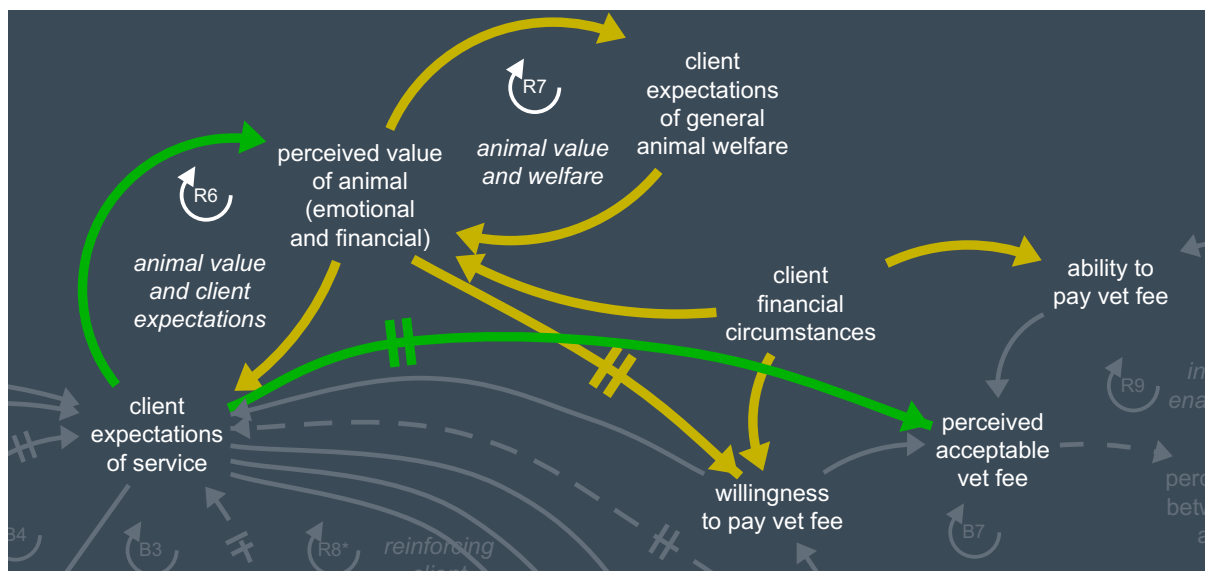 client
expectations
of general
animal welfare
R7
animal value
and welfare
perceived value
of animal
(emotional
and financial)
R6
animal value
and client
expectations
client
financial
circumstances
ability to
pay vet fee
R9
client
expectations
of service
perceived
acceptable
vet fee
willingness
to pay vet fee
B4
B3
R8*
reinforcing
client
B7